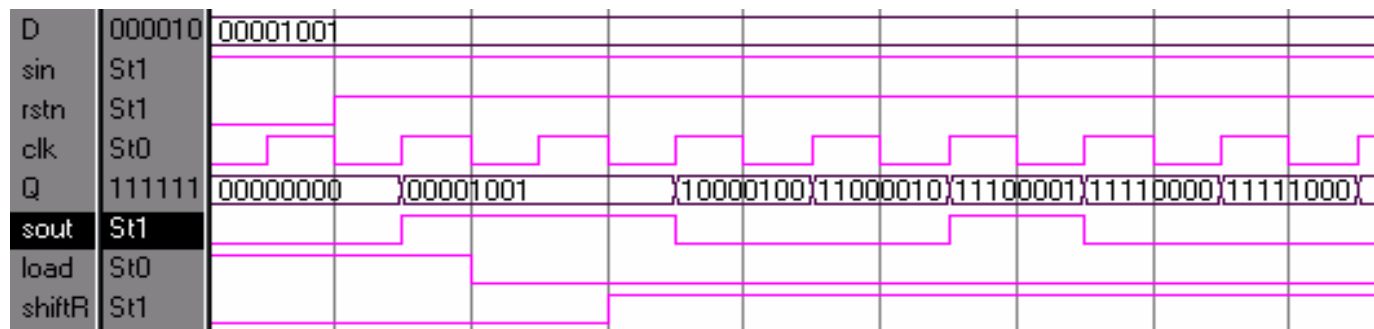 D 000010 00001001
sin St1
rstn St1
clk St0
Q 111111 00000000 00001001 10000100 11000010 11100001 11110000 11111000
sout St1
load St0
shiftR St1